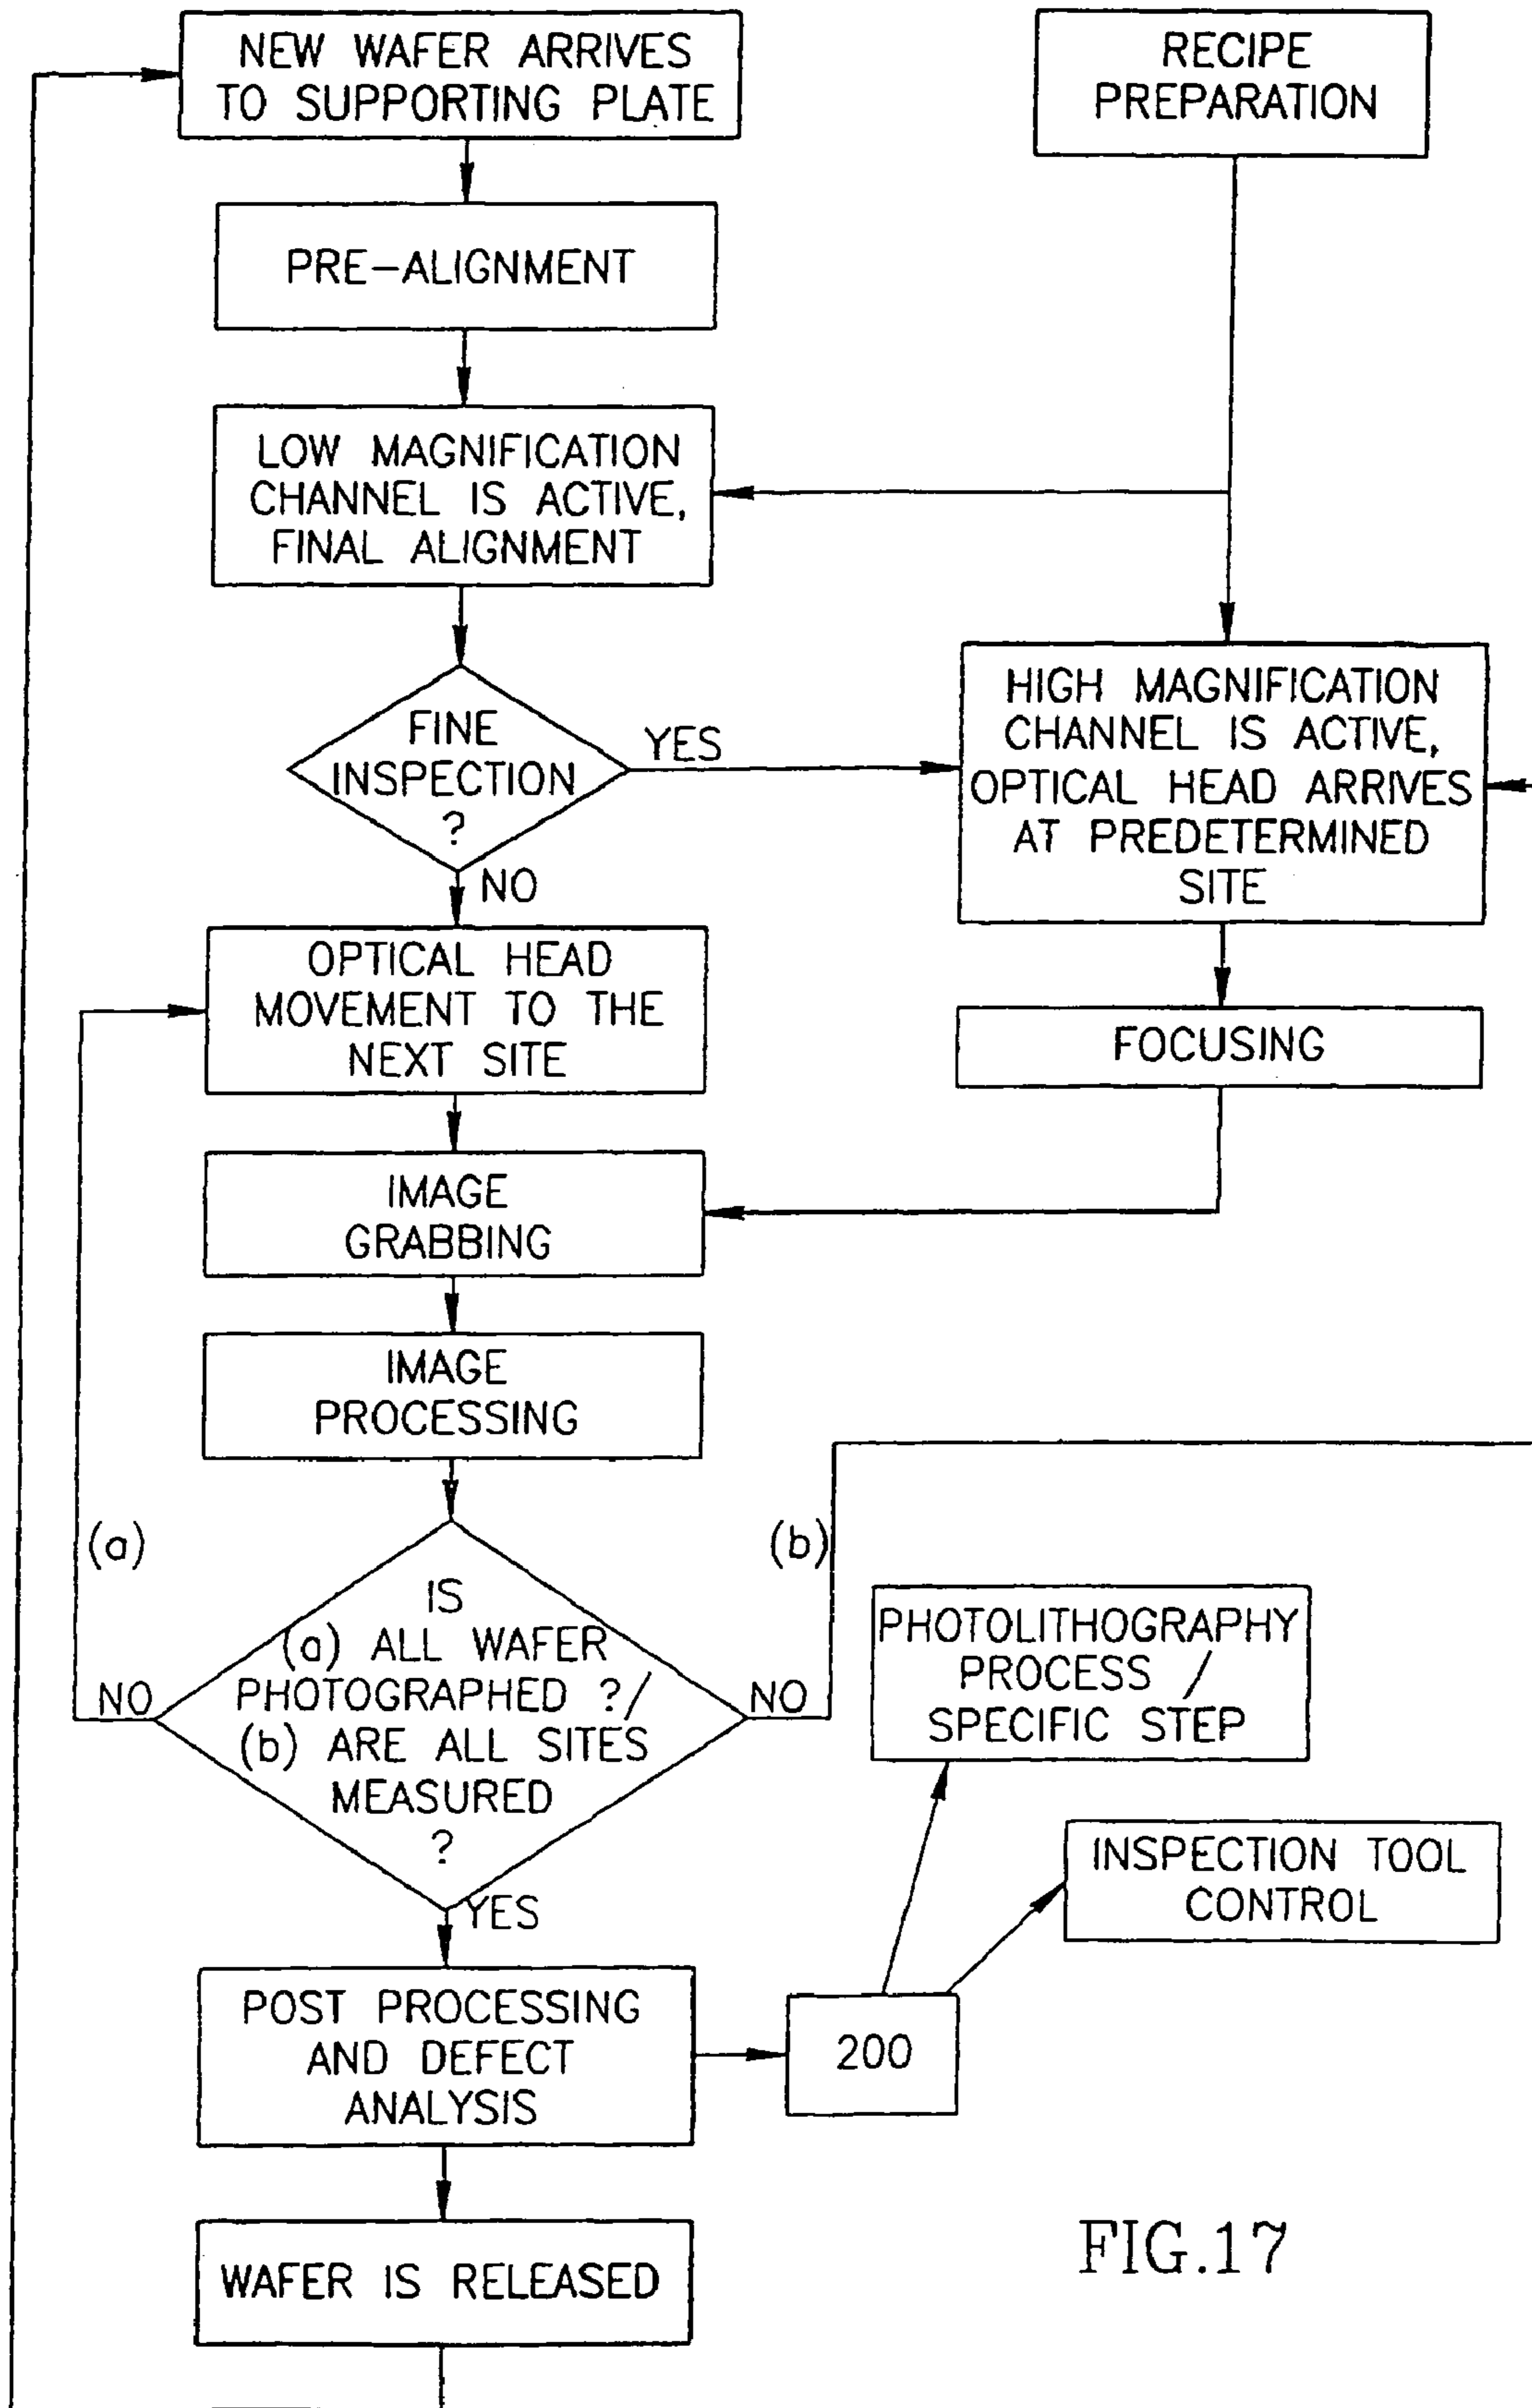 NEW WAFER ARRIVES
TO SUPPORTING PLATE
RECIPE
PREPARATION
PRE-ALIGNMENT
LOW MAGNIFICATION
CHANNEL IS ACTIVE,
FINAL ALIGNMENT
FINE
INSPECTION
?
YES
NO
HIGH MAGNIFICATION
CHANNEL IS ACTIVE,
OPTICAL HEAD ARRIVES
AT PREDETERMINED
SITE
OPTICAL HEAD
MOVEMENT TO THE
NEXT SITE
FOCUSING
IMAGE
GRABBING
IMAGE
PROCESSING
(a)
(b)
IS
(a) ALL WAFER
PHOTOGRAPHED ?/
(b) ARE ALL SITES
MEASURED
?
NO
NO
YES
PHOTOLITHOGRAPHY
PROCESS /
SPECIFIC STEP
INSPECTION TOOL
CONTROL
POST PROCESSING
AND DEFECT
ANALYSIS
200
WAFER IS RELEASED
FIG.17